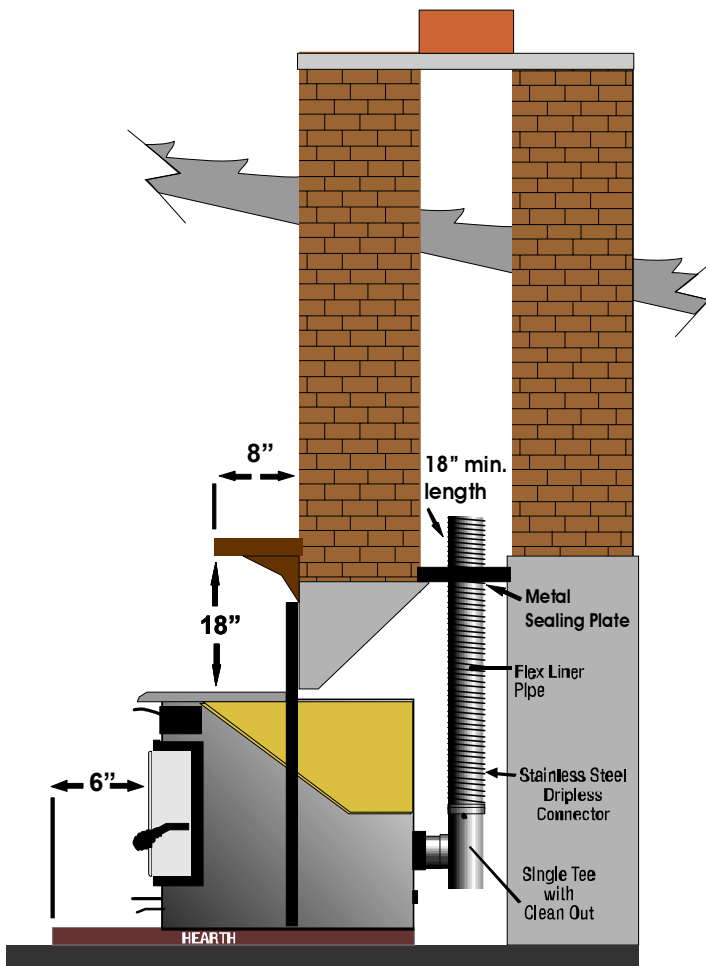 8”
18” min.
length
Metal
Sealing Plate
18”
Flex Liner
Pipe
6”
Stainless Steel
Dripless
Connector
Single Tee
with
Clean Out
HEARTH